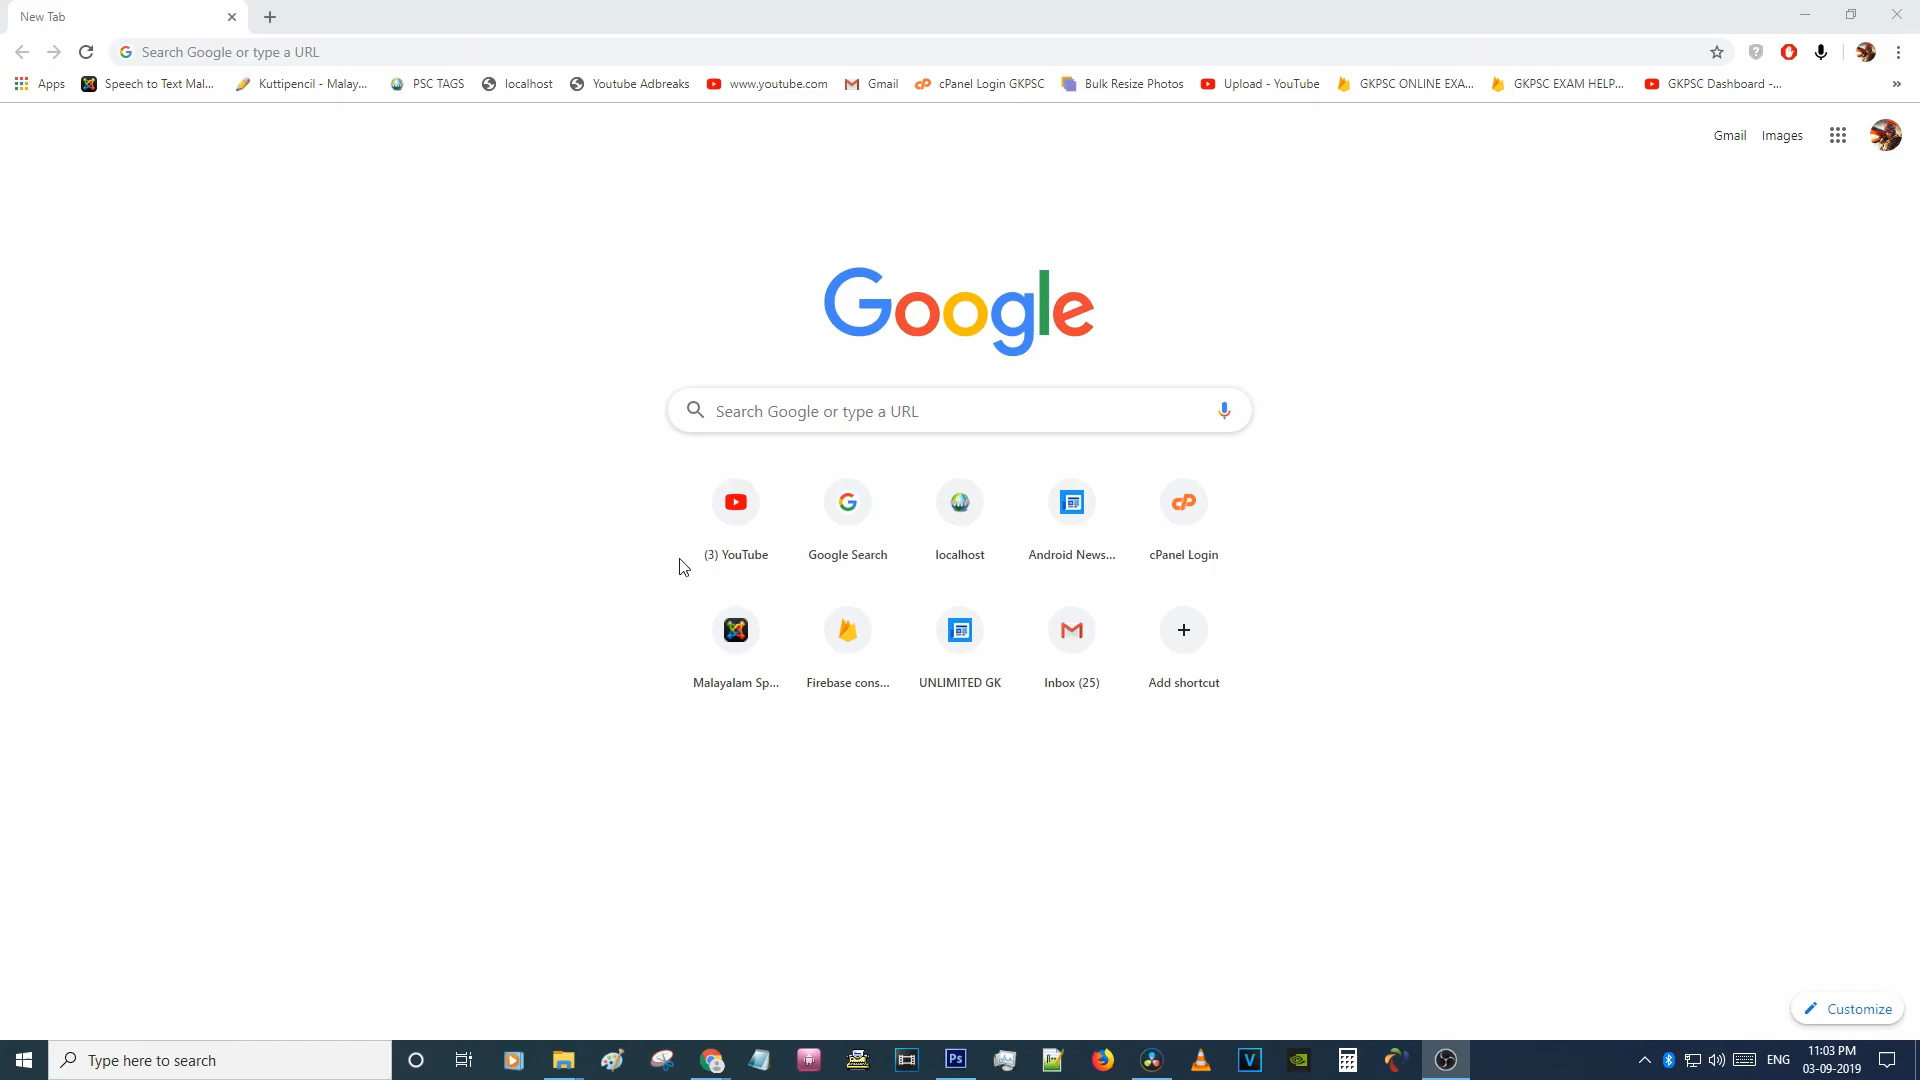 New Tab
Search Google or type a URL
Apps Speech to Text Mal... Kuttipencil - Malay... PSC TAGS localhost Youtube Adbreaks www.youtube.com Gmail cPanel Login GKPSC Bulk Resize Photos Upload - YouTube GKPSC ONLINE EXA... GKPSC EXAM HELP... GKPSC Dashboard -... »
Gmail Images
Google
Search Google or type a URL
(3) YouTube Google Search localhost Android News... cPanel Login
Malayalam Sp... Firebase cons... UNLIMITED GK Inbox (25) Add shortcut
Customize
Type here to search
Ps
V
ENG
11:03 PM
03-09-2019